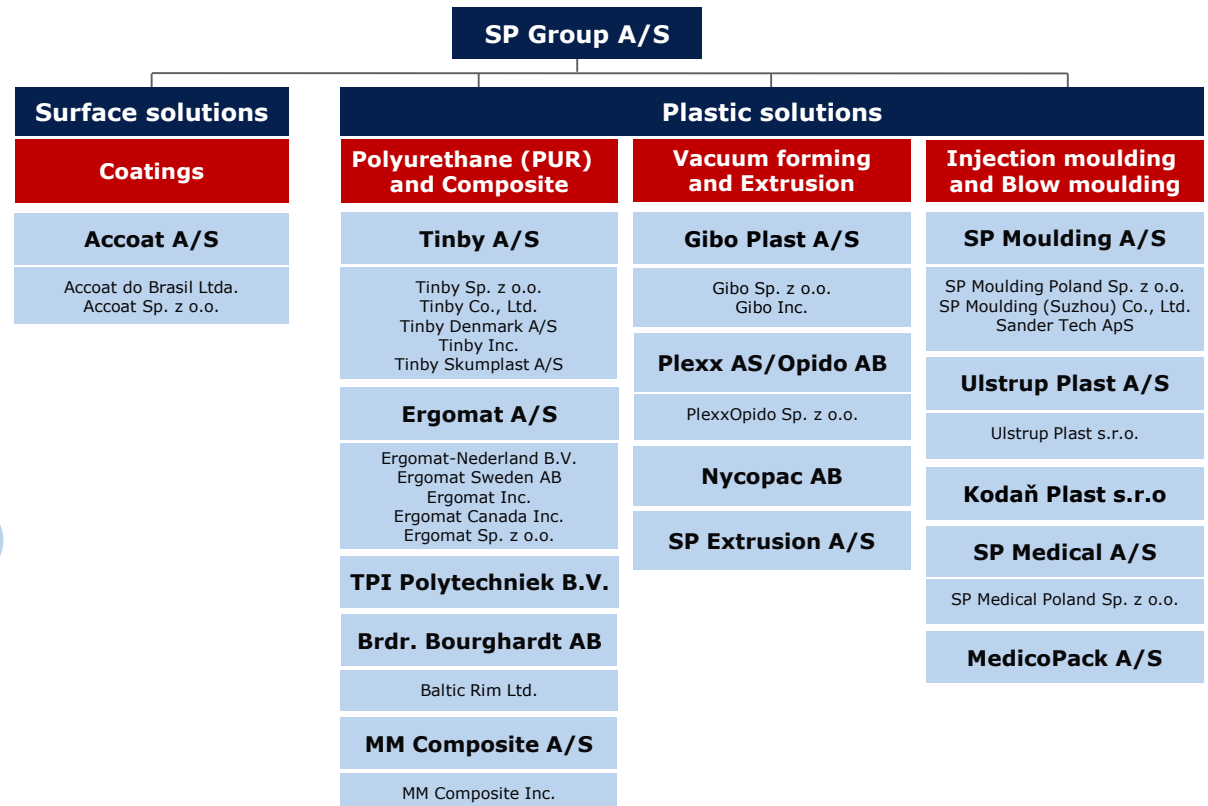 SP Group A/S
Surface solutions
Coatings
Accoat A/S
Accoat do Brasil Ltda.
Accoat Sp. z o.o.
Plastic solutions
Polyurethane (PUR)
and Composite
Tinby A/S
Tinby Sp. z o.o.
Tinby Co., Ltd.
Tinby Denmark A/S
Tinby Inc.
Tinby Skumplast A/S
Ergomat A/S
Ergomat-Nederland B.V.
Ergomat Sweden AB
Ergomat Inc.
Ergomat Canada Inc.
Ergomat Sp. z o.o.
TPI Polytechniek B.V.
Brdr. Bourghardt AB
Baltic Rim Ltd.
MM Composite A/S
MM Composite Inc.
Vacuum forming
and Extrusion
Gibo Plast A/S
Gibo Sp. z o.o.
Gibo Inc.
Plexx AS/Opido AB
PlexxOpido Sp. z o.o.
Nycopac AB
SP Extrusion A/S
Injection moulding
and Blow moulding
SP Moulding A/S
SP Moulding Poland Sp. z o.o.
SP Moulding (Suzhou) Co., Ltd.
Sander Tech ApS
Ulstrup Plast A/S
Ulstrup Plast s.r.o.
Kodaň Plast s.r.o
SP Medical A/S
SP Medical Poland Sp. z o.o.
MedicoPack A/S